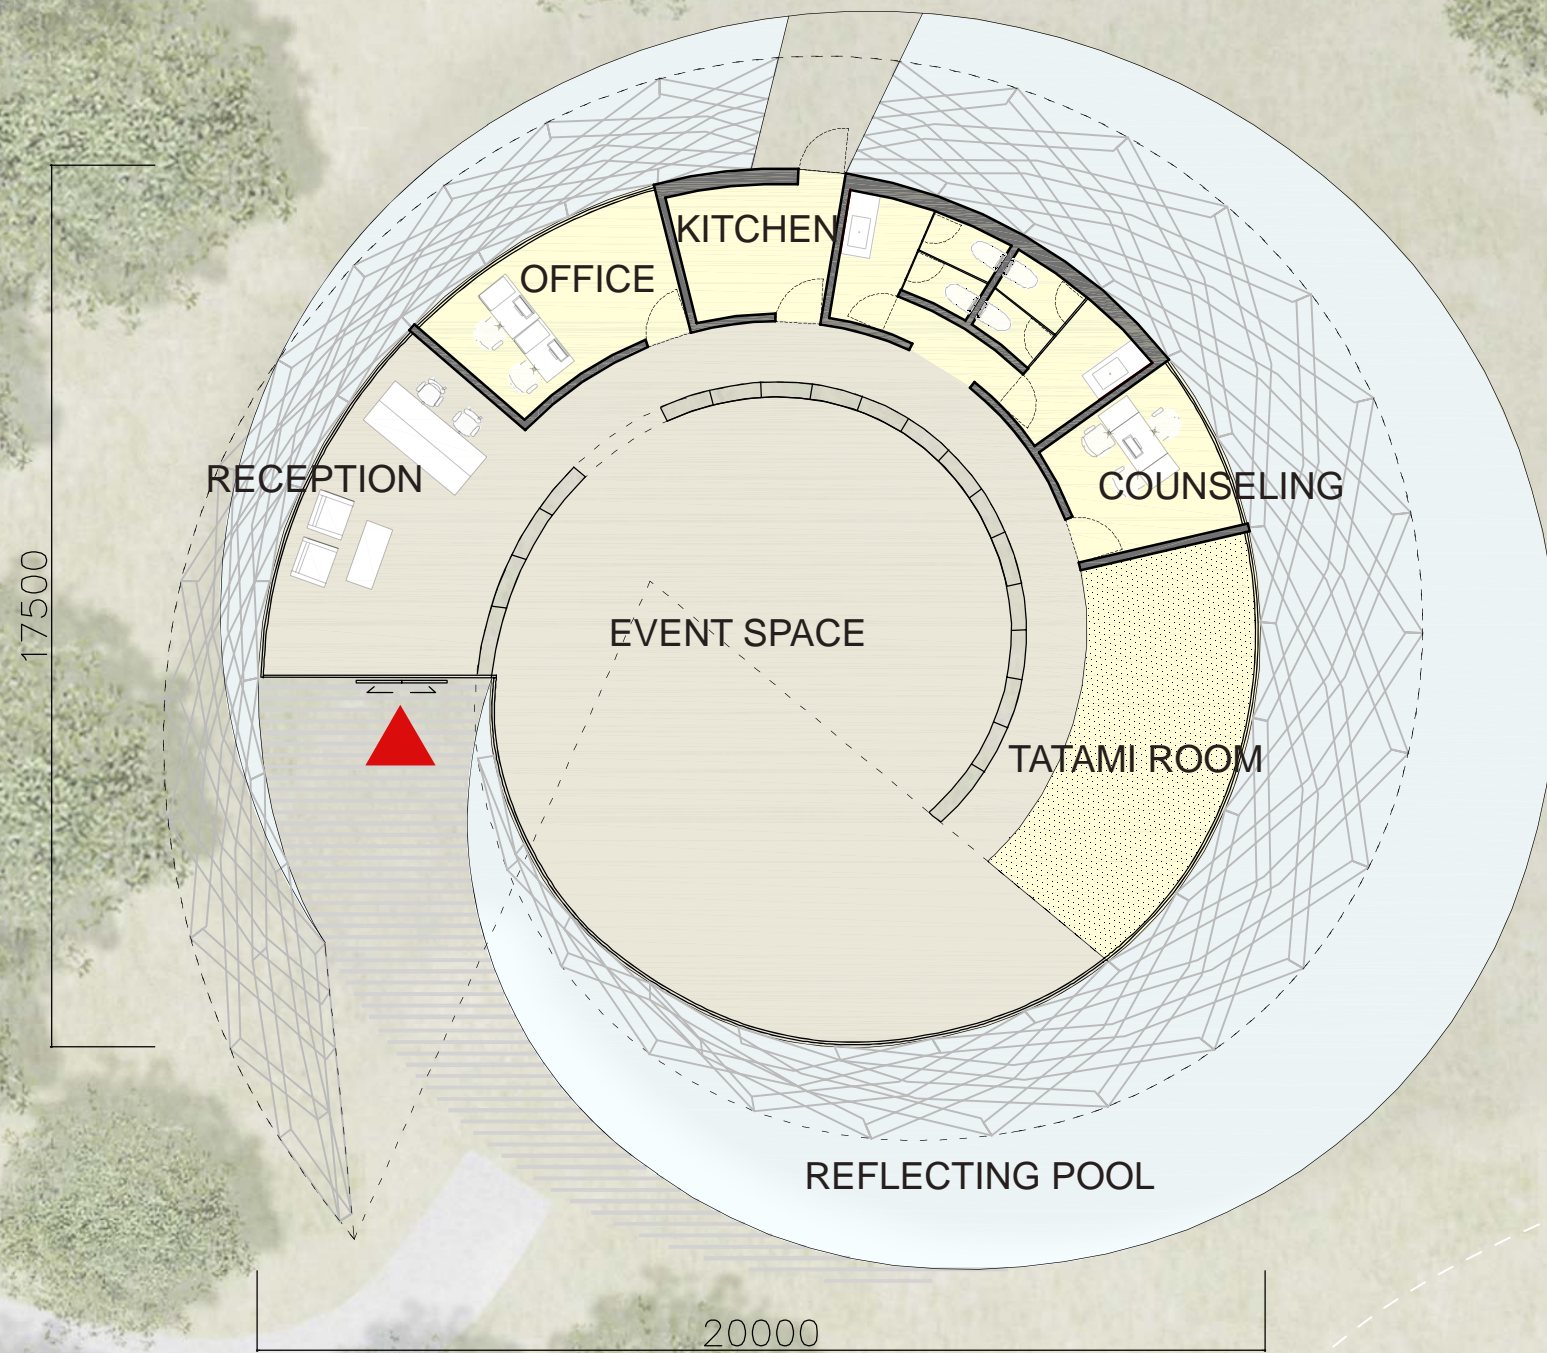 KITCHEN
OFFICE
RECEPTION
COUNSELING
17500
EVENT SPACE
TATAMI ROOM
REFLECTING POOL
20000